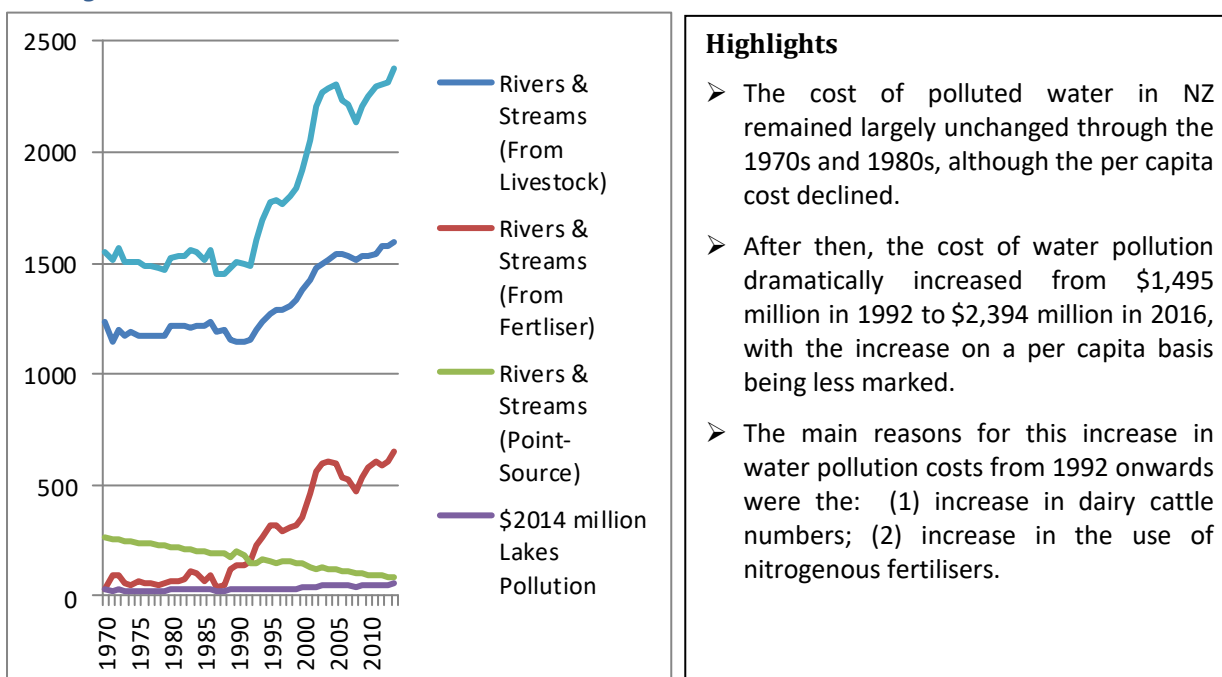 2500
2000
1500
1000
500
0
1970
1975
1980
1985
1990
1995
2000
2005
2010
Rivers &
Streams
(From
Livestock)
Rivers &
Streams
(From
Fertliser)
Rivers &
Streams
(Point-
Source)
$2014 million
Lakes
Pollution
Highlights
➢ The cost of polluted water in NZ
remained largely unchanged through the
1970s and 1980s, although the per capita
cost declined.
➢ After then, the cost of water pollution
dramatically increased from $1,495
million in 1992 to $2,394 million in 2016,
with the increase on a per capita basis
being less marked.
➢ The main reasons for this increase in
water pollution costs from 1992 onwards
were the: (1) increase in dairy cattle
numbers; (2) increase in the use of
nitrogenous fertilisers.